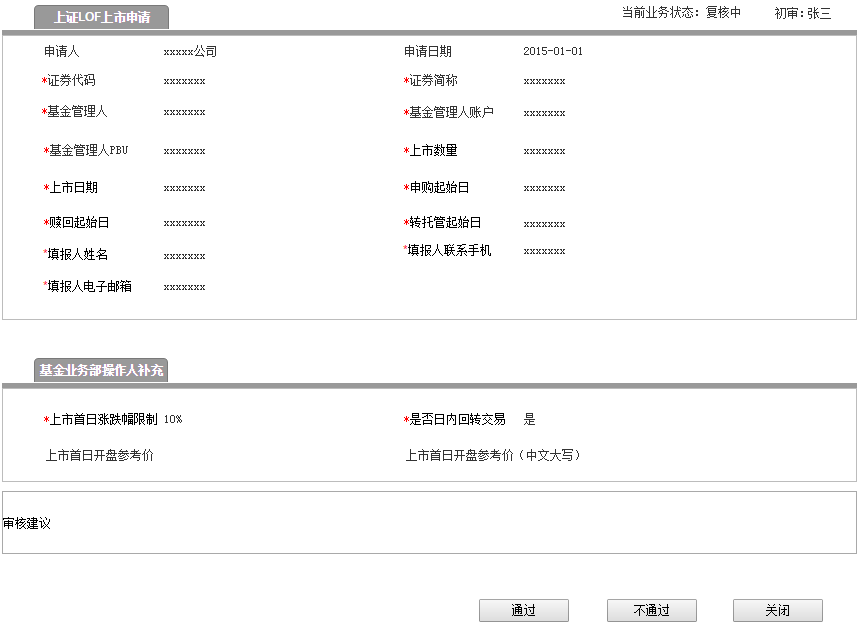 上证LOF上市申请 当前业务状态：复核中 初审：张三
申请人 xxxxx公司 申请日期 2015-01-01
*证券代码 xxxxxxx *证券简称 xxxxxxx
*基金管理人 xxxxxxx *基金管理人账户 xxxxxxx
*基金管理人PBU xxxxxxx *上市数量 xxxxxxx
*上市日期 xxxxxxx *申购起始日 xxxxxxx
*赎回起始日 xxxxxxx *转托管起始日 xxxxxxx
*填报人姓名 xxxxxxx *填报人联系手机 xxxxxxx
*填报人电子邮箱 xxxxxxx
基金业务部操作人补充
*上市首日涨跌幅限制 10% *是否日内回转交易 是
上市首日开盘参考价 上市首日开盘参考价（中文大写）
审核建议
通过 不通过 关闭